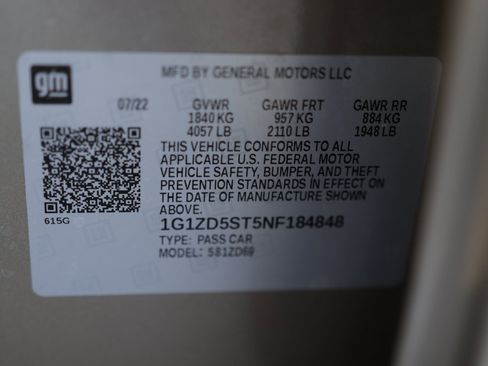 gm
MFD BY GENERAL MOTORS LLC
07/22 GVWR GAWR FRT GAWR RR
1840 KG 957 KG 884 KG
4057 LB 2110 LB 1948 LB
THIS VEHICLE CONFORMS TO ALL
APPLICABLE U.S. FEDERAL MOTOR
VEHICLE SAFETY, BUMPER, AND THEFT
PREVENTION STANDARDS IN EFFECT ON
THE DATE OF MANUFACTURE SHOWN
ABOVE.
615G
1G1ZD5ST5NF184848
TYPE: PASS CAR
MODEL: 581ZD69